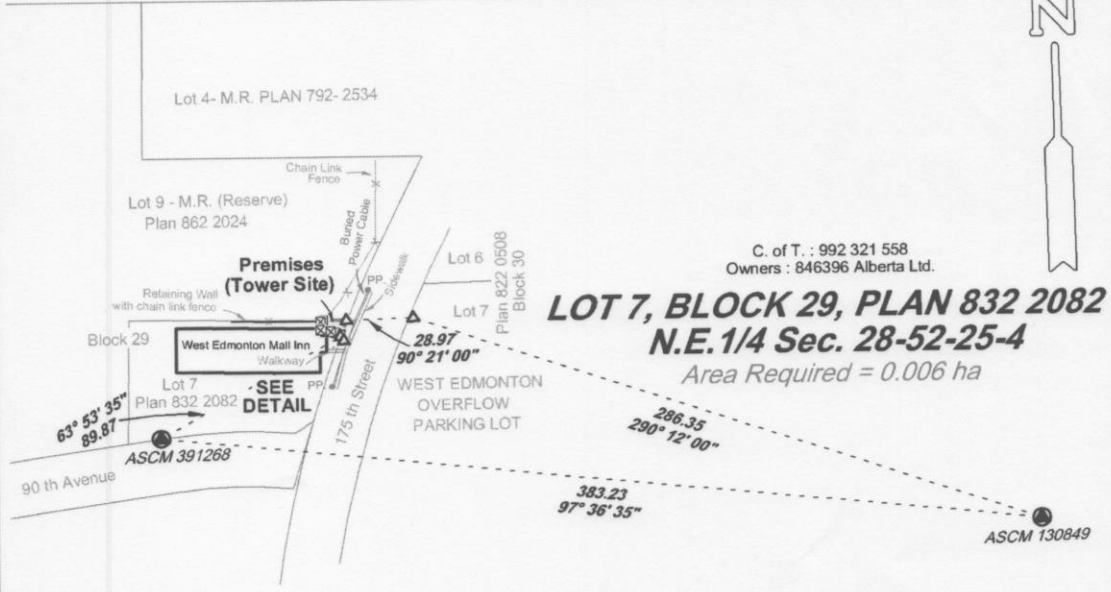 N
Lot 4- M.R. PLAN 792- 2534
Chain Link
Fence
Lot 9 - M.R. (Reserve)
Plan 862 2024
Buried
Power Cable
Premises
(Tower Site)
PP
Sidewalk
Lot 6
Plan 822 0508
Block 30
C. of T. : 992 321 558
Owners : 846396 Alberta Ltd.
LOT 7, BLOCK 29, PLAN 832 2082
N.E.1/4 Sec. 28-52-25-4
Area Required = 0.006 ha
Retaining Wall
with chain link fence
Lot 7
Block 29
West Edmonton Mall Inn
Walkway
28.97
90° 21' 00"
Lot 7
Plan 832 2082
SEE
DETAIL
PP
175 th Street
WEST EDMONTON
OVERFLOW
PARKING LOT
63° 53' 35"
89.87
286.35
290° 12' 00"
ASCM 391268
90 th Avenue
383.23
97° 36' 35"
ASCM 130849